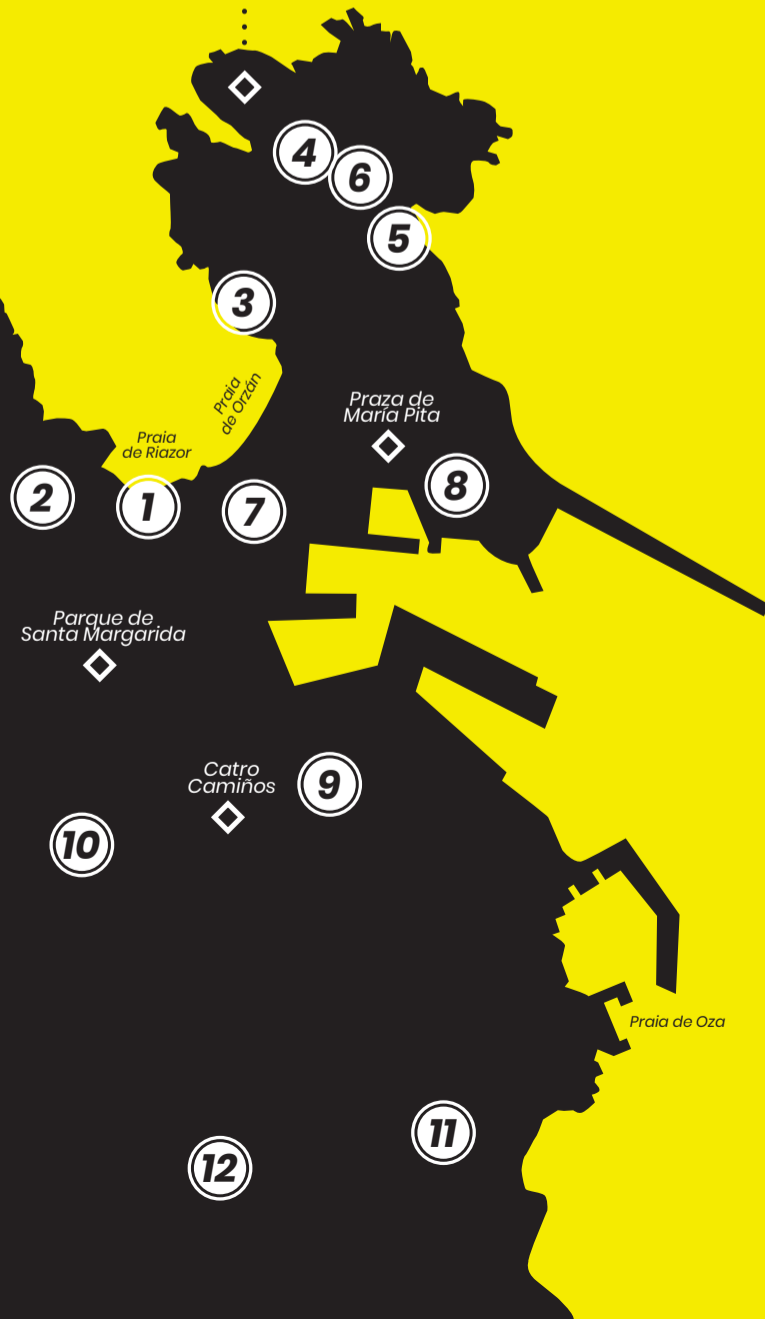 4
6
5
3
Praia
de Orzán
Praza de
María Pita
Praia
de Riazor
2
1
7
8
Parque de
Santa Margarida
Catro
Camiños
9
10
Praia de Oza
11
12